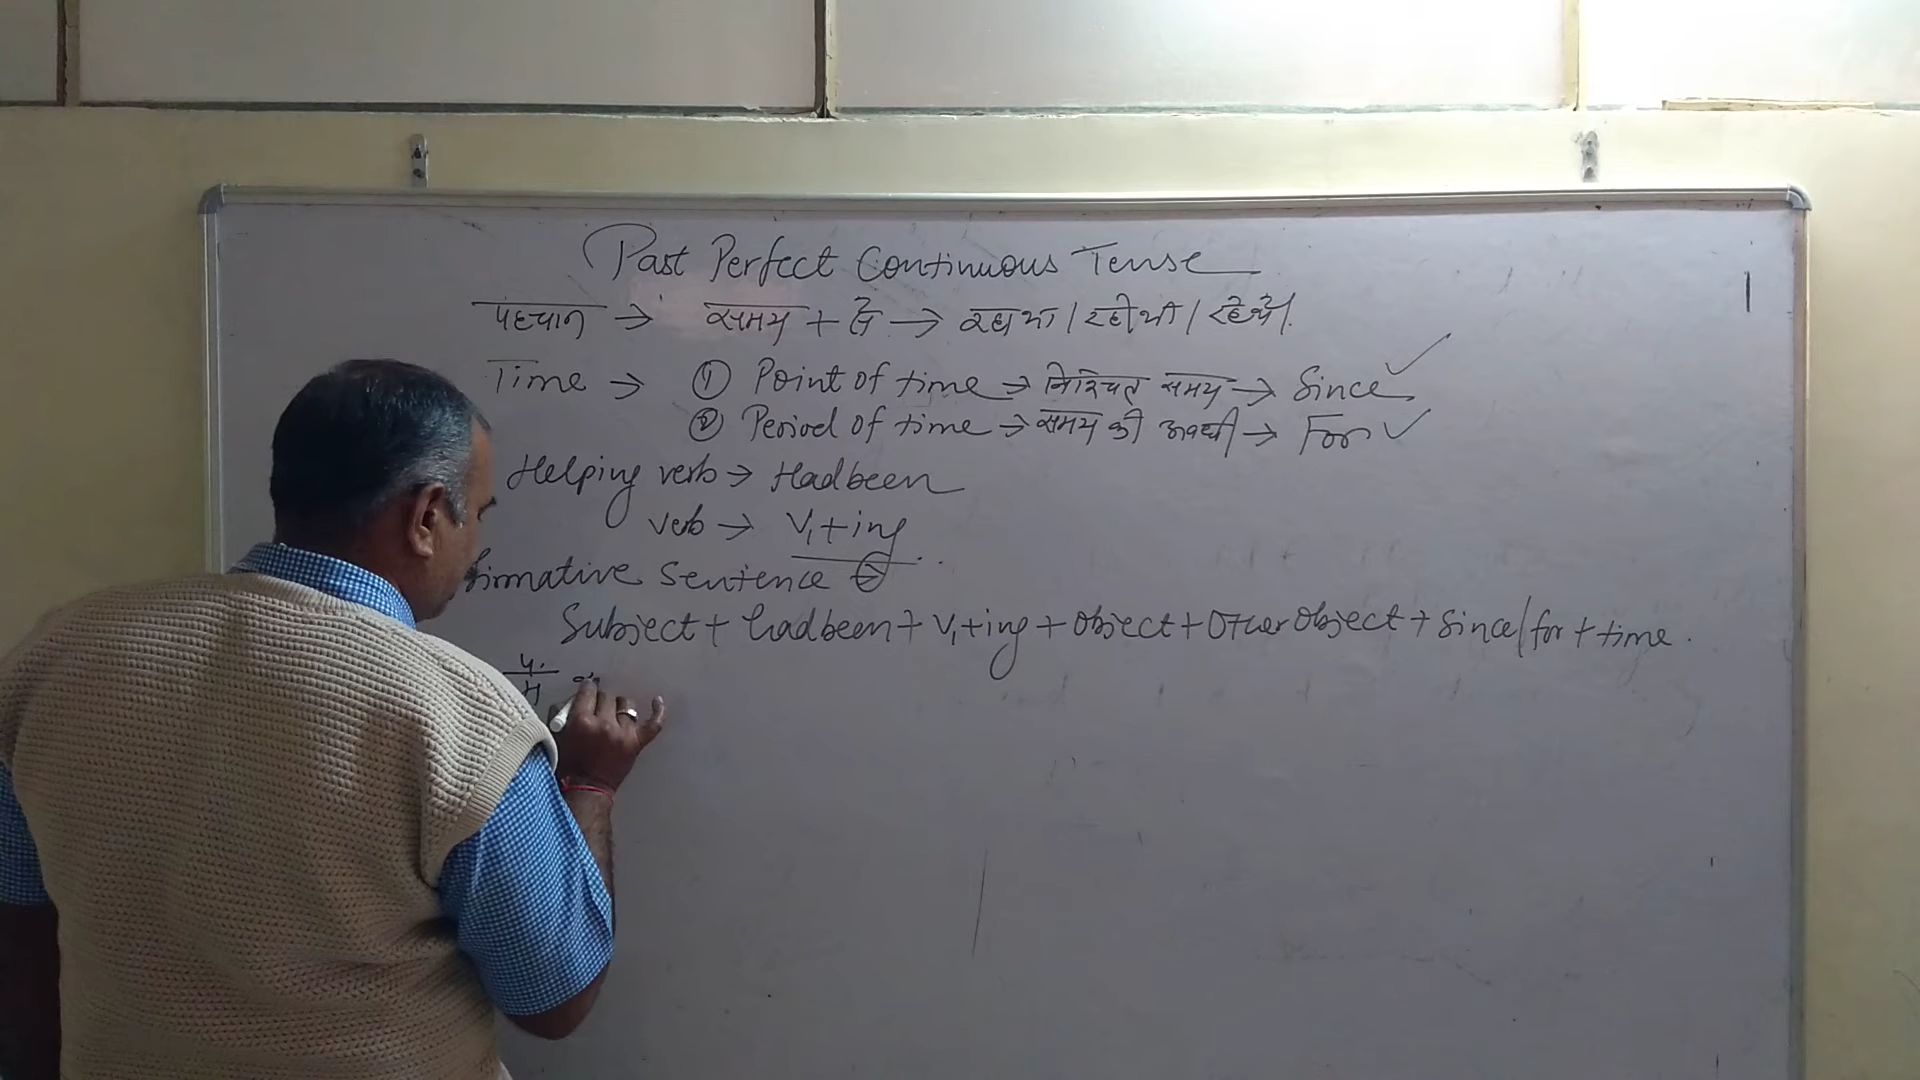 Past Perfect Continuous Tense
पहचान → समय + से → रहा था / रही थी / रहे थे।
Time → ① Point of time → निश्चित समय → Since ✓
② Period of time → समय की अवधी → For ✓
Helping verb → Had been
Verb → V₁+ing
firmative Sentence →
Subject + had been + V₁+ing + object + Other object + Since/for + time.